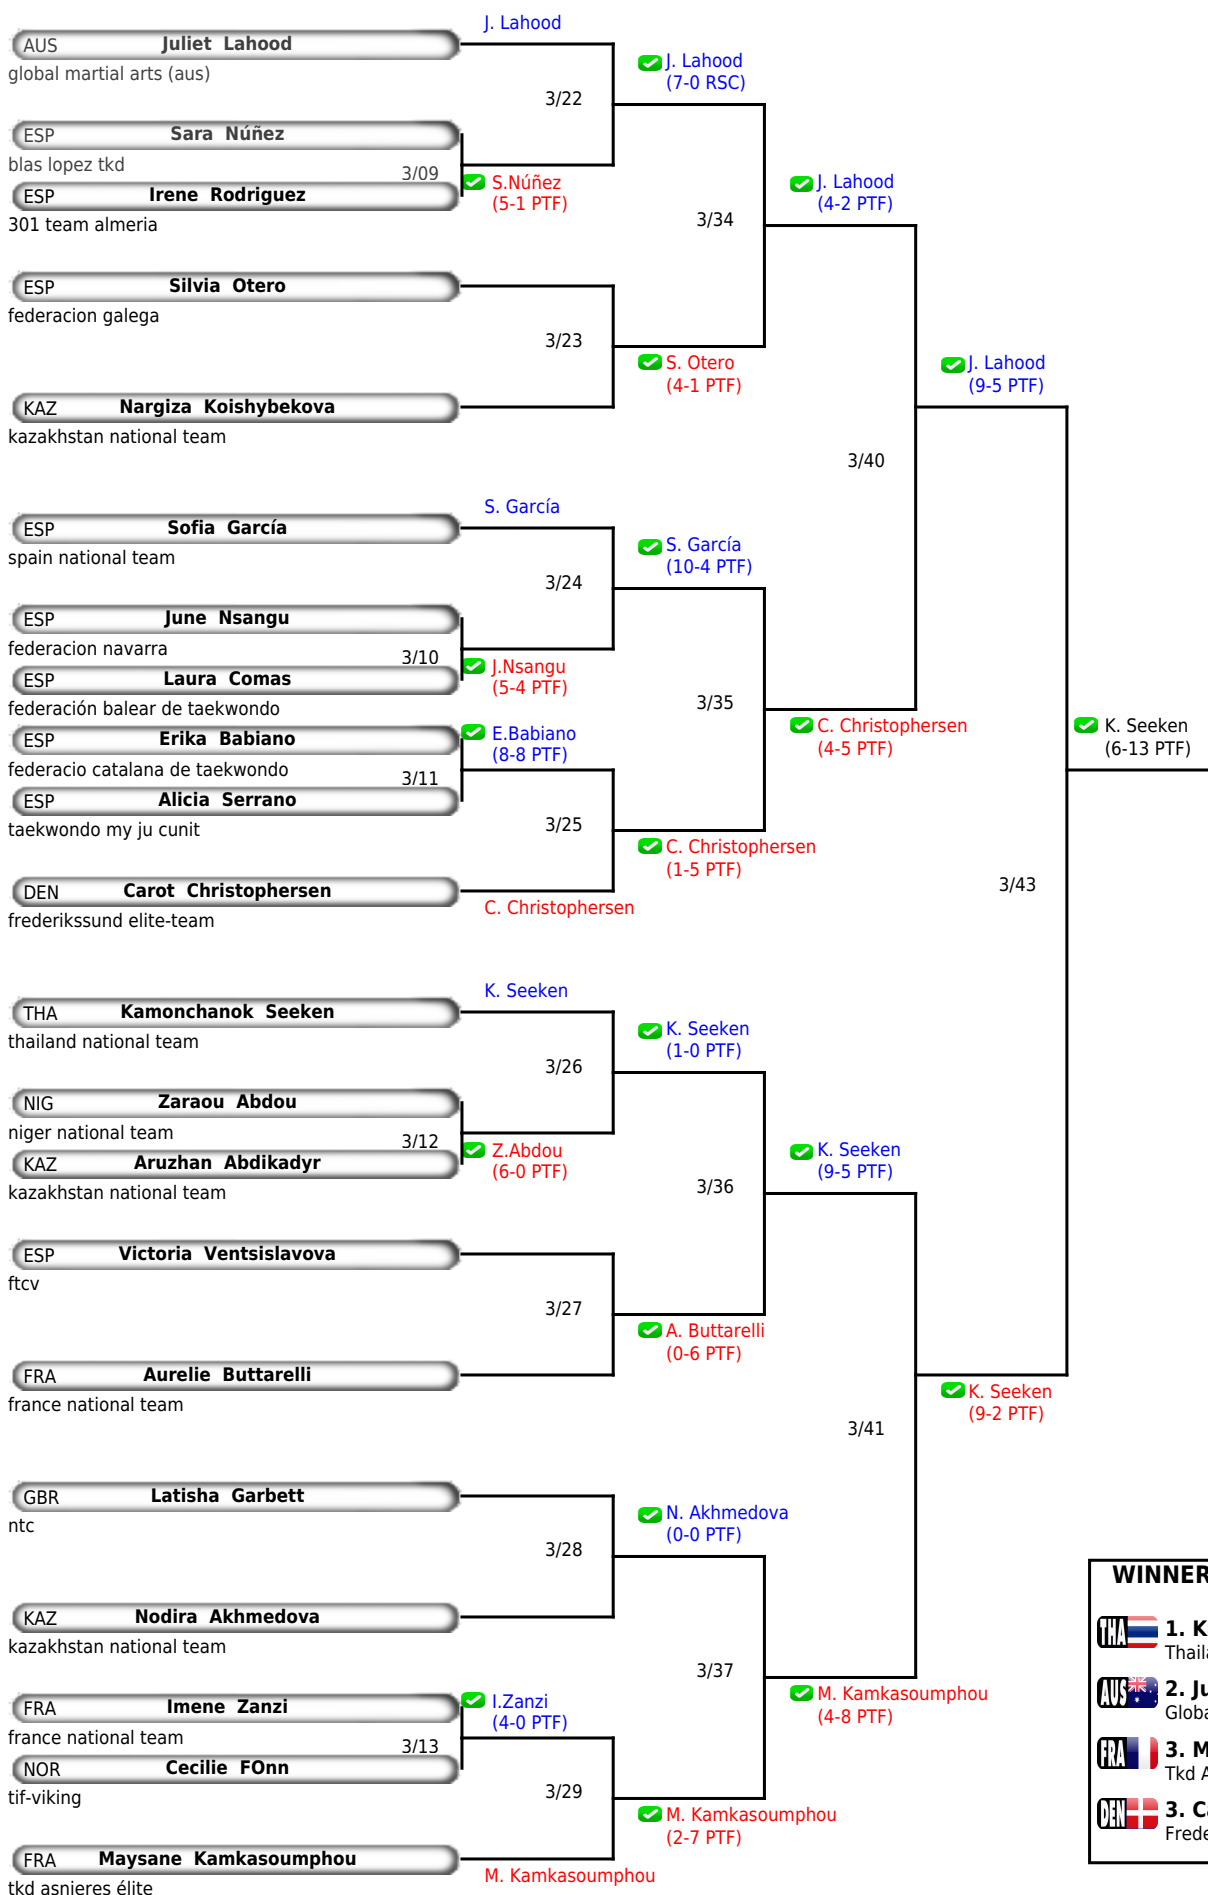 J. Lahood
AUS Juliet Lahood
global martial arts (aus)
J. Lahood
(7-0 RSC)
3/22
ESP Sara Núñez
blas lopez tkd
3/09
ESP Irene Rodriguez
301 team almeria
S.Núñez
(5-1 PTF)
J. Lahood
(4-2 PTF)
3/34
ESP Silvia Otero
federacion galega
3/23
S. Otero
(4-1 PTF)
J. Lahood
(9-5 PTF)
KAZ Nargiza Koishybekova
kazakhstan national team
3/40
S. García
ESP Sofia García
spain national team
S. García
(10-4 PTF)
3/24
ESP June Nsangu
federacion navarra
3/10
ESP Laura Comas
federación balear de taekwondo
J.Nsangu
(5-4 PTF)
3/35
ESP Erika Babiano
federacio catalana de taekwondo
E.Babiano
(8-8 PTF)
3/11
ESP Alicia Serrano
taekwondo my ju cunit
C. Christophersen
(4-5 PTF)
K. Seeken
(6-13 PTF)
3/25
C. Christophersen
(1-5 PTF)
DEN Carot Christophersen
frederikssund elite-team
C. Christophersen
3/43
K. Seeken
THA Kamonchanok Seeken
thailand national team
K. Seeken
(1-0 PTF)
3/26
NIG Zaraou Abdou
niger national team
3/12
KAZ Aruzhan Abdikadyr
kazakhstan national team
Z.Abdou
(6-0 PTF)
K. Seeken
(9-5 PTF)
3/36
ESP Victoria Ventsislavova
ftcv
3/27
A. Buttarelli
(0-6 PTF)
FRA Aurelie Buttarelli
france national team
K. Seeken
(9-2 PTF)
3/41
GBR Latisha Garbett
ntc
N. Akhmedova
(0-0 PTF)
3/28
KAZ Nodira Akhmedova
kazakhstan national team
3/37
FRA Imene Zanzi
france national team
I.Zanzi
(4-0 PTF)
3/13
NOR Cecilie FOnn
tif-viking
M. Kamkasoumphou
(4-8 PTF)
3/29
M. Kamkasoumphou
(2-7 PTF)
FRA Maysane Kamkasoumphou
tkd asnieres élite
M. Kamkasoumphou
WINNER
THA 1. K
Thaila
AUS 2. Ju
Globa
FRA 3. M
Tkd A
DEN 3. Ca
Frede